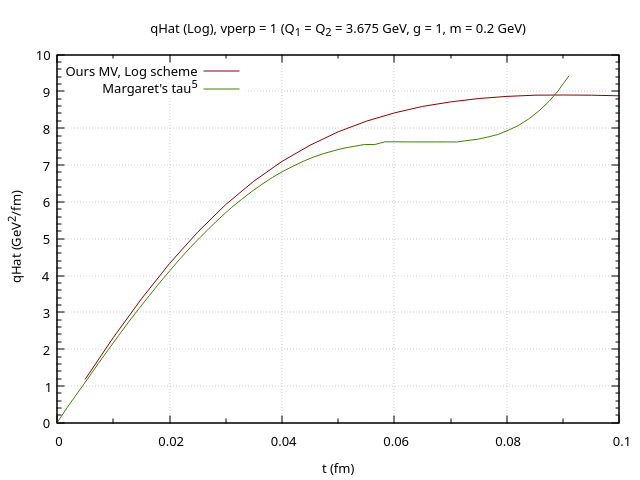 qHat (Log), vperp = 1 (Q₁ = Q₂ = 3.675 GeV, g = 1, m = 0.2 GeV)
Ours MV, Log scheme
Margaret's tau⁵
10
9
8
7
6
5
4
3
2
1
0
qHat (GeV²/fm)
0 0.02 0.04 0.06 0.08 0.1
t (fm)